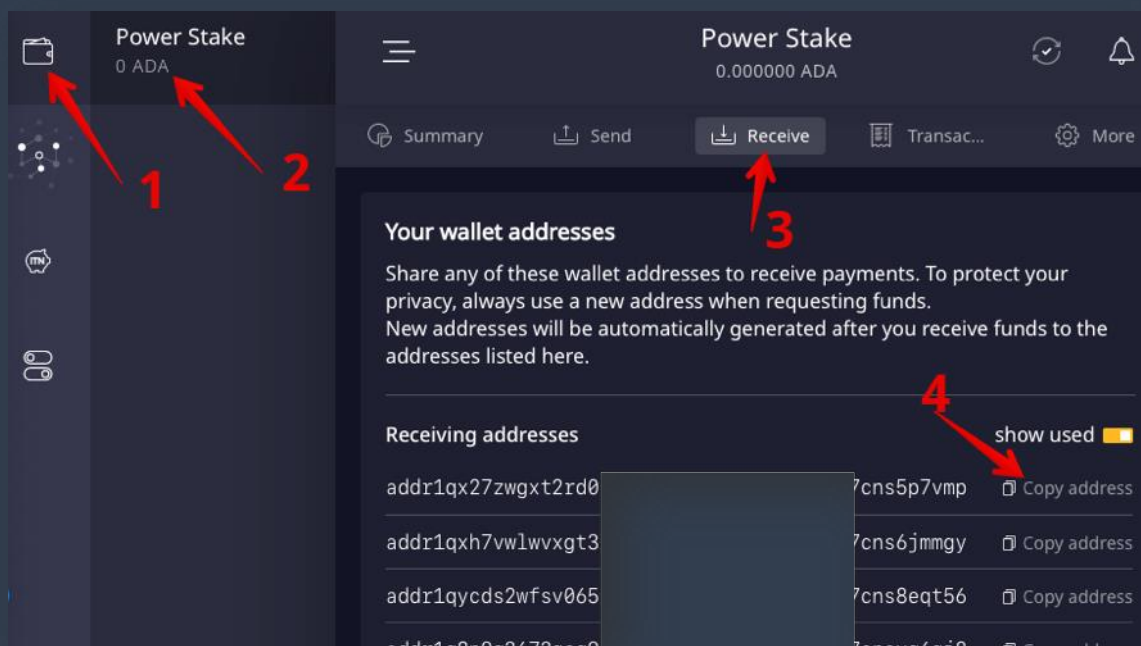 Power Stake
0 ADA
Power Stake
0.000000 ADA
Summary
Send
Receive
Transac...
More
1
2
3
ITN
Your wallet addresses
Share any of these wallet addresses to receive payments. To protect your
privacy, always use a new address when requesting funds.
New addresses will be automatically generated after you receive funds to the
addresses listed here.
4
Receiving addresses
show used
addr1qx27zwgxt2rd0 7cns5p7vmp Copy address
addr1qxh7vwlwvxgt3 7cns6jmmgy Copy address
addr1qycds2wfsv065 7cns8eqt56 Copy address